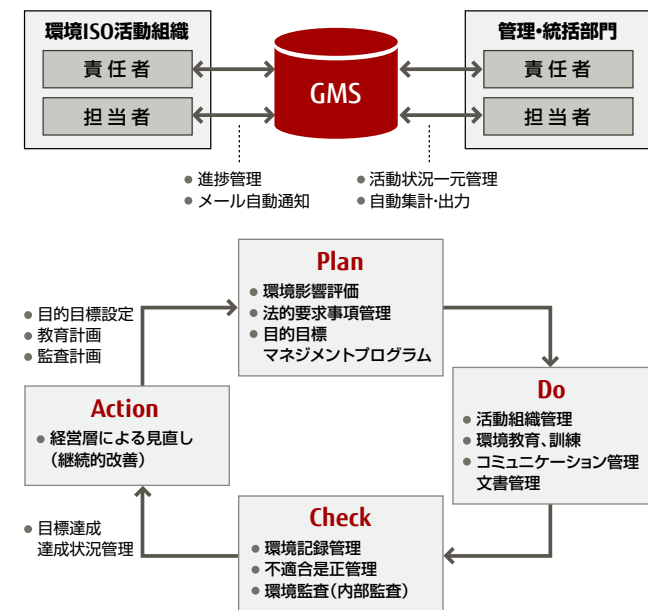 環境ISO活動組織
責任者
担当者
GMS
管理・統括部門
責任者
担当者
● 進捗管理
● メール自動通知
● 活動状況一元管理
● 自動集計・出力
Plan
● 環境影響評価
● 法的要求事項管理
● 目的目標
マネジメントプログラム
● 目的目標設定
● 教育計画
● 監査計画
Do
● 活動組織管理
● 環境教育、訓練
● コミュニケーション管理
文書管理
Action
● 経営層による見直し
（継続的改善）
Check
● 環境記録管理
● 不適合是正管理
● 環境監査（内部監査）
● 目標達成
達成状況管理